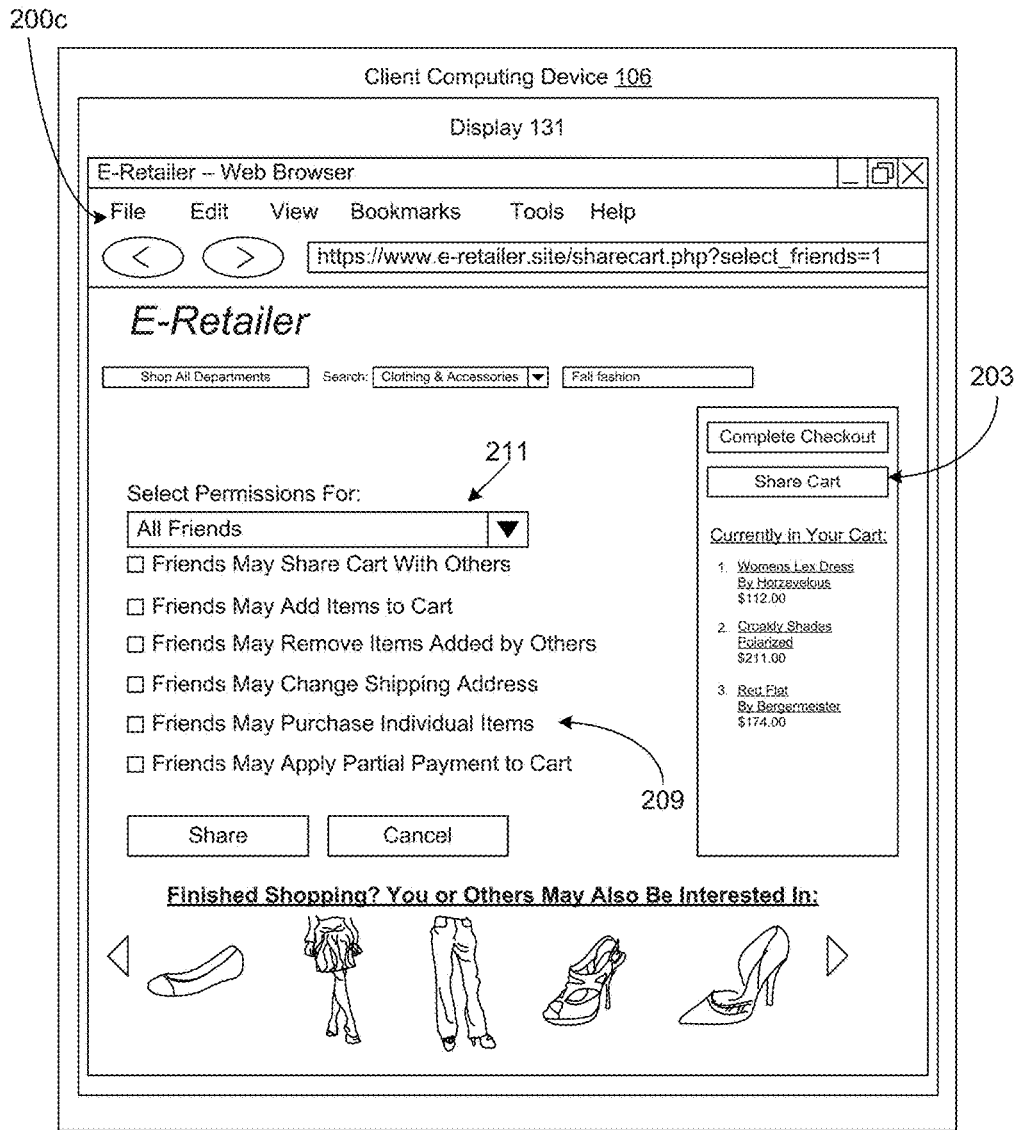 200c
Client Computing Device 106
Display 131
E-Retailer – Web Browser
File Edit View Bookmarks Tools Help
< > https://www.e-retailer.site/sharecart.php?select_friends=1
E-Retailer
Shop All Departments Search: Clothing & Accessories Fall fashion
203
Complete Checkout
Share Cart
211
Select Permissions For:
All Friends
Friends May Share Cart With Others
Friends May Add Items to Cart
Friends May Remove Items Added by Others
Friends May Change Shipping Address
Friends May Purchase Individual Items
Friends May Apply Partial Payment to Cart
209
Currently in Your Cart:
1. Womens Lex Dress
By Horzevelous
$112.00
2. Croakly Shades
Polarized
$211.00
3. Red Flat
By Bergermeister
$174.00
Share Cancel
Finished Shopping? You or Others May Also Be Interested In: